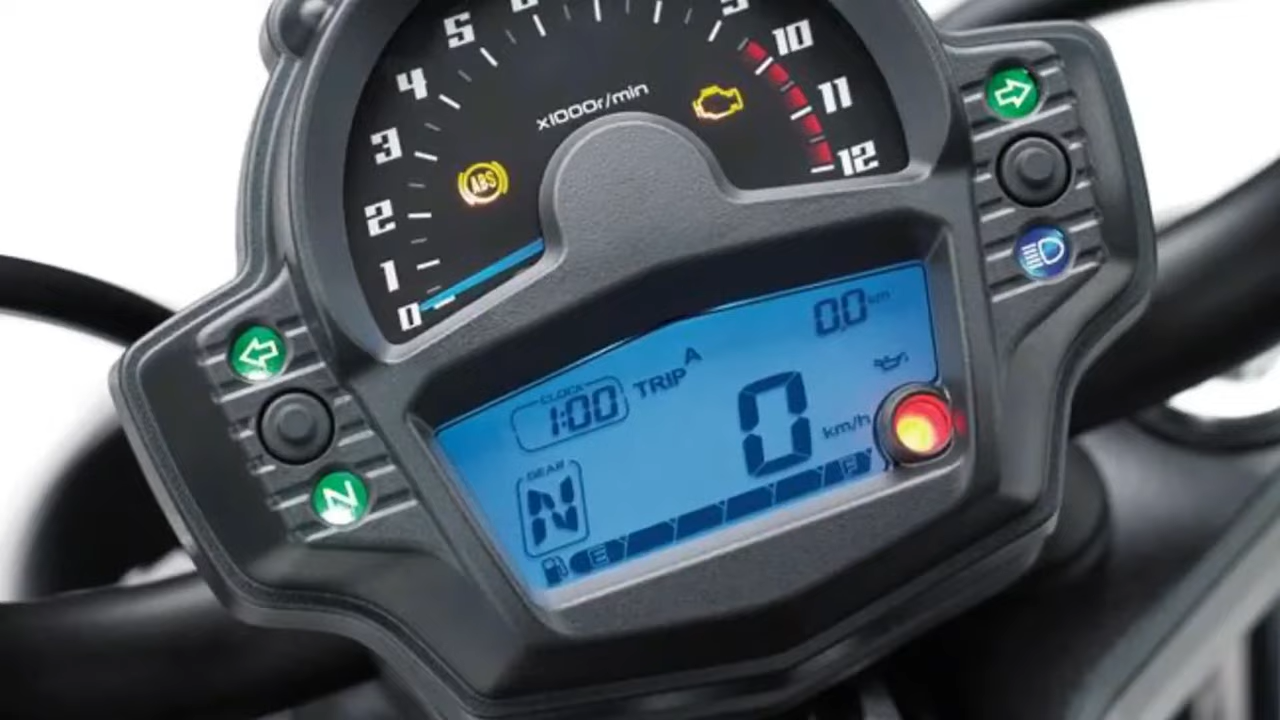 5
9
10
4
11
x1000r/min
3
12
ABS
2
1
0
0.0 km
TRIP A
CLOCK
1:00
0 km/h
GEAR
N
N
E
F